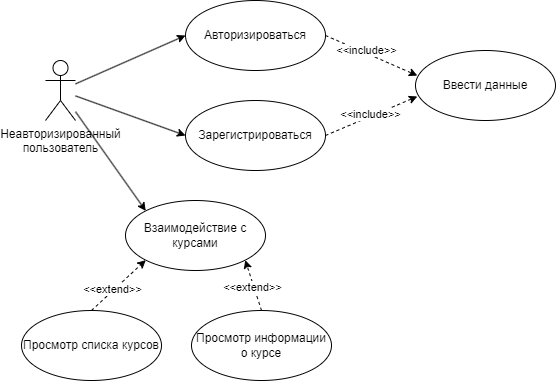 Авторизироваться
<<include>>
Ввести данные
<<include>>
Зарегистрироваться
Неавторизированный
пользователь
Взаимодействие с
курсами
<<extend>>
<<extend>>
Просмотр списка курсов
Просмотр информации
о курсе